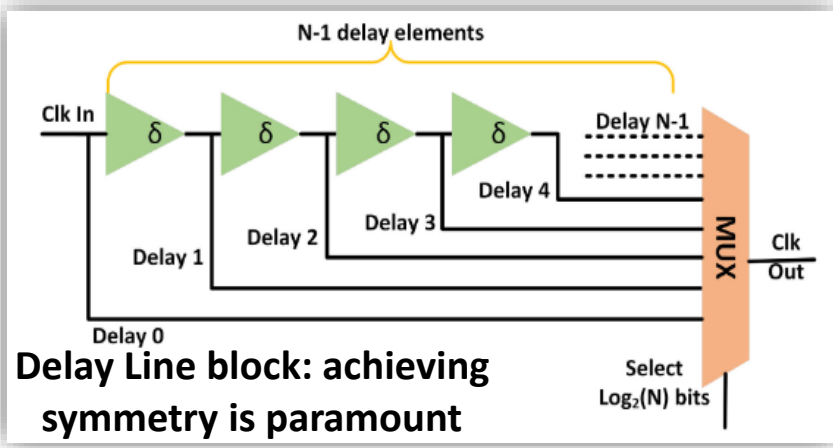 N-1 delay elements
Clk In
δ δ δ δ
Delay N-1
Delay 4
Delay 3
Delay 2
Delay 1
Delay 0
MUX
Clk
Out
Select
Log₂(N) bits
Delay Line block: achieving
symmetry is paramount